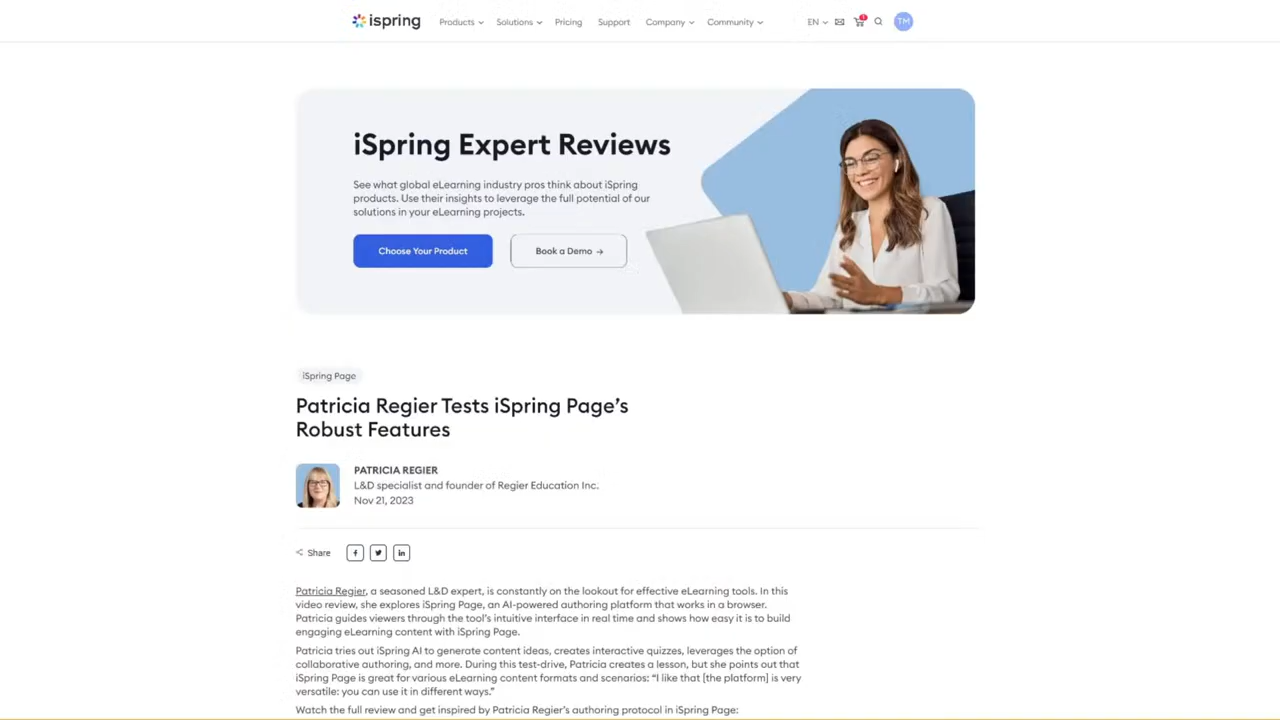 ispring Products Solutions Pricing Support Company Community EN 1 TM
iSpring Expert Reviews
See what global eLearning industry pros think about iSpring
products. Use their insights to leverage the full potential of our
solutions in your eLearning projects.
Choose Your Product Book a Demo →
iSpring Page
Patricia Regier Tests iSpring Page’s
Robust Features
PATRICIA REGIER
L&D specialist and founder of Regier Education Inc.
Nov 21, 2023
Share f in
Patricia Regier, a seasoned L&D expert, is constantly on the lookout for effective eLearning tools. In this
video review, she explores iSpring Page, an AI-powered authoring platform that works in a browser.
Patricia guides viewers through the tool’s intuitive interface in real time and shows how easy it is to build
engaging eLearning content with iSpring Page.
Patricia tries out iSpring AI to generate content ideas, creates interactive quizzes, leverages the option of
collaborative authoring, and more. During this test-drive, Patricia creates a lesson, but she points out that
iSpring Page is great for various eLearning content formats and scenarios: “I like that [the platform] is very
versatile: you can use it in different ways.”
Watch the full review and get inspired by Patricia Regier’s authoring protocol in iSpring Page: